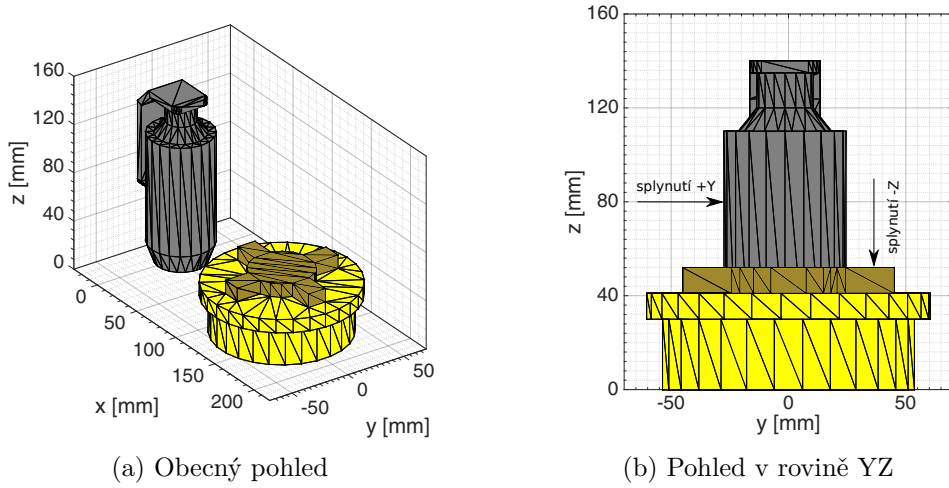 160
120
80
40
0
z [mm]
0
50
100
150
200
x [mm]
-50
0
50
y [mm]
(a) Obecný pohled
160
120
80
40
0
z [mm]
splynutí +Y
splynutí -Z
-50
0
50
y [mm]
(b) Pohled v rovině YZ